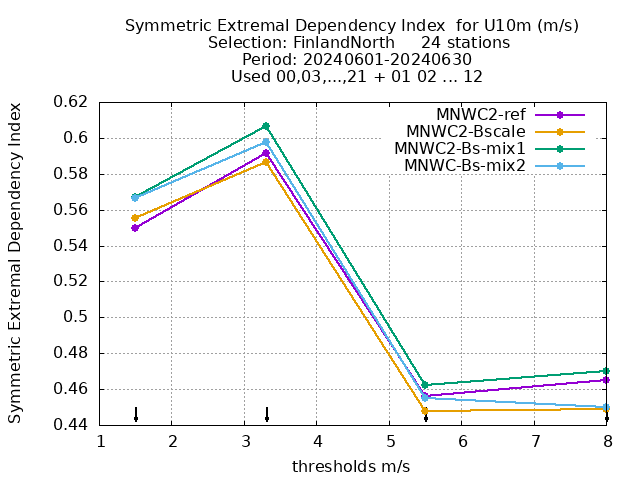 Symmetric Extremal Dependency Index  for U10m (m/s)
Selection: FinlandNorth     24 stations
Period: 20240601-20240630
Used 00,03,...,21 + 01 02 ... 12
Symmetric Extremal Dependency Index
0.62
0.6
0.58
0.56
0.54
0.52
0.5
0.48
0.46
0.44
MNWC2-ref
MNWC2-Bscale
MNWC2-Bs-mix1
MNWC-Bs-mix2
1 2 3 4 5 6 7 8
thresholds m/s